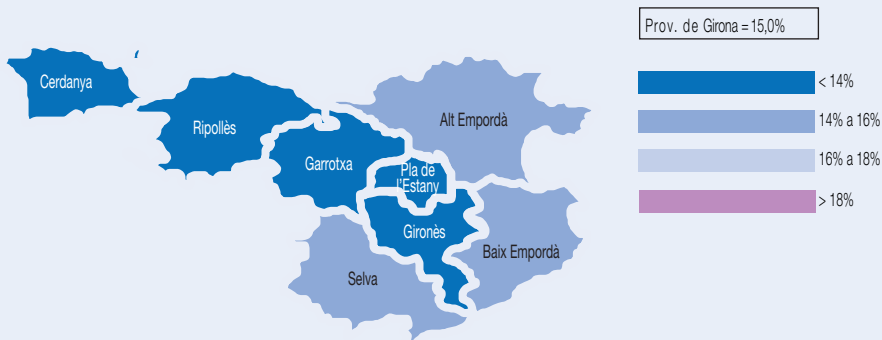 Prov. de Girona = 15,0%
< 14%
14% a 16%
16% a 18%
> 18%
Cerdanya
Ripollès
Alt Empordà
Garrotxa
Pla de
l'Estany
Gironès
Baix Empordà
Selva